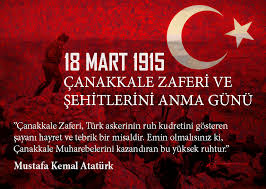 18 MART 1915
ÇANAKKALE ZAFERİ VE
ŞEHİTLERİNİ ANMA GÜNÜ
"Çanakkale Zaferi, Türk askerinin ruh kudretini gösteren
şayanı hayret ve tebrik bir misaldir. Emin olmalısınız ki,
Çanakkale Muharebelerini kazandıran bu yüksek ruhtur."
Mustafa Kemal Atatürk